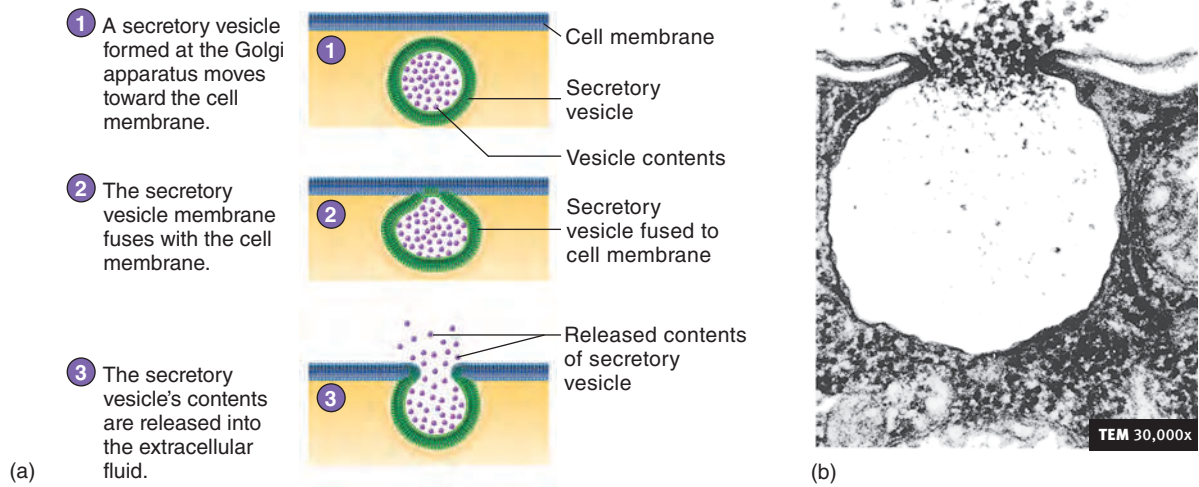 1 A secretory vesicle
formed at the Golgi
apparatus moves
toward the cell
membrane.
1
Cell membrane
Secretory
vesicle
Vesicle contents
2 The secretory
vesicle membrane
fuses with the cell
membrane.
2
Secretory
vesicle fused to
cell membrane
3 The secretory
vesicle's contents
are released into
the extracellular
fluid.
3
Released contents
of secretory
vesicle
(a)
TEM 30,000x
(b)